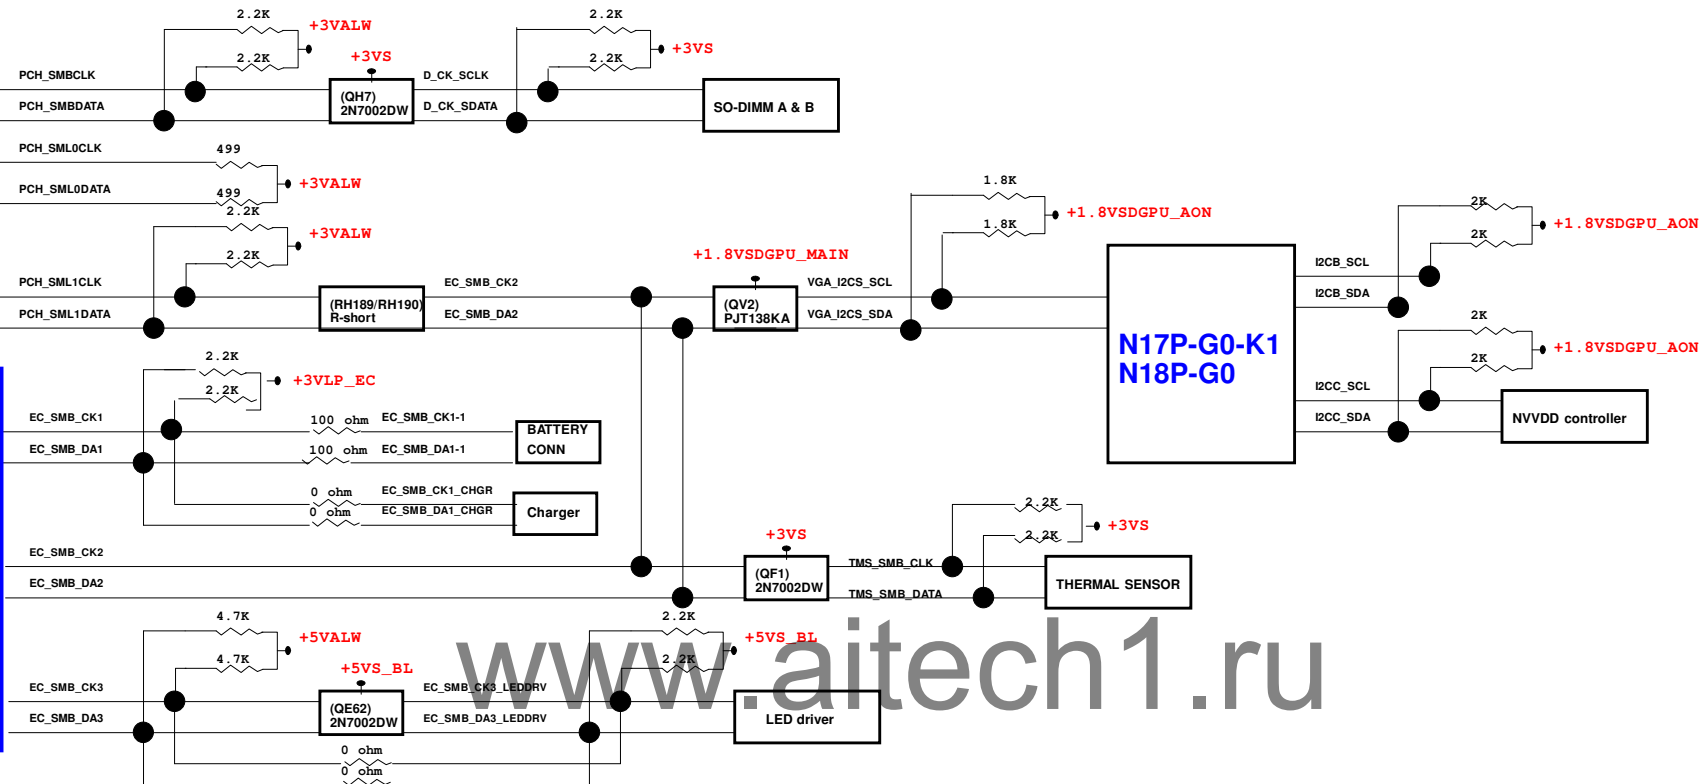 2.2K
+3VALW
2.2K
+3VS
PCH_SMBCLK
PCH_SMBDATA
(QH7)
2N7002DW
D_CK_SCLK
D_CK_SDATA
2.2K
2.2K
+3VS
SO-DIMM A & B
PCH_SML0CLK
499
PCH_SML0DATA
499
+3VALW
2.2K
+3VALW
2.2K
PCH_SML1CLK
PCH_SML1DATA
(RH189/RH190)
R-short
EC_SMB_CK2
EC_SMB_DA2
+1.8VSDGPU_MAIN
(QV2)
PJT138KA
VGA_I2CS_SCL
VGA_I2CS_SDA
1.8K
1.8K
+1.8VSDGPU_AON
N17P-G0-K1
N18P-G0
I2CB_SCL
I2CB_SDA
2K
2K
+1.8VSDGPU_AON
I2CC_SCL
I2CC_SDA
2K
2K
+1.8VSDGPU_AON
NVVDD controller
2.2K
2.2K
+3VLP_EC
EC_SMB_CK1
EC_SMB_DA1
100 ohm
EC_SMB_CK1-1
100 ohm
EC_SMB_DA1-1
BATTERY
CONN
0 ohm
EC_SMB_CK1_CHGR
0 ohm
EC_SMB_DA1_CHGR
Charger
EC_SMB_CK2
EC_SMB_DA2
+3VS
(QF1)
2N7002DW
TMS_SMB_CLK
TMS_SMB_DATA
2.2K
2.2K
+3VS
THERMAL SENSOR
4.7K
4.7K
+5VALW
+5VS_BL
EC_SMB_CK3
EC_SMB_DA3
(QE62)
2N7002DW
EC_SMB_CK3_LEDDRV
EC_SMB_DA3_LEDDRV
2.2K
2.2K
+5VS_BL
LED driver
0 ohm
0 ohm
www.aitech1.ru